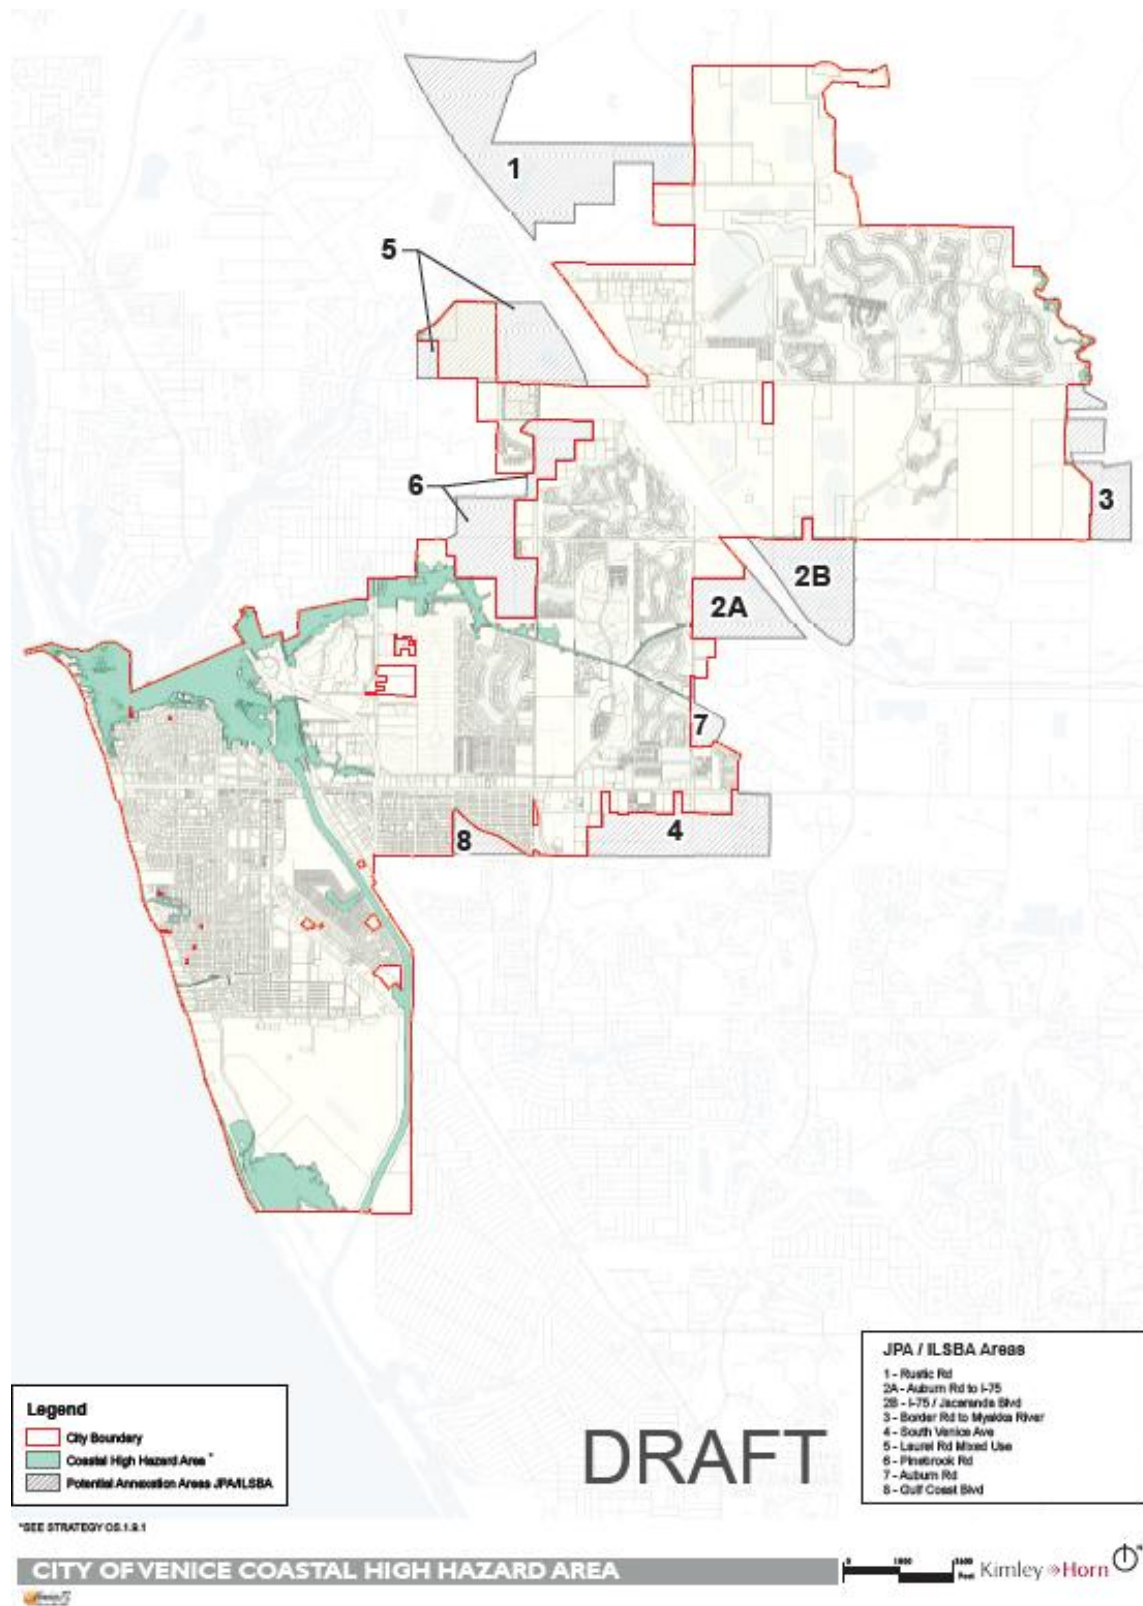 1
5
6
3
2B
2A
7
4
8
JPA / ILSBA Areas
1 - Rustic Rd
2A - Auburn Rd to I-75
2B - I-75 / Jacaranda Blvd
3 - Border Rd to Myakka River
4 - South Venice Ave
5 - Laurel Rd Mixed Use
6 - Pinebrook Rd
7 - Auburn Rd
8 - Gulf Coast Blvd
Legend
City Boundary
Coastal High Hazard Area *
Potential Annexation Areas JPA/ILSBA
DRAFT
*SEE STRATEGY OS.1.9.1
CITY OF VENICE COASTAL HIGH HAZARD AREA
0
Feet
Kimley Horn